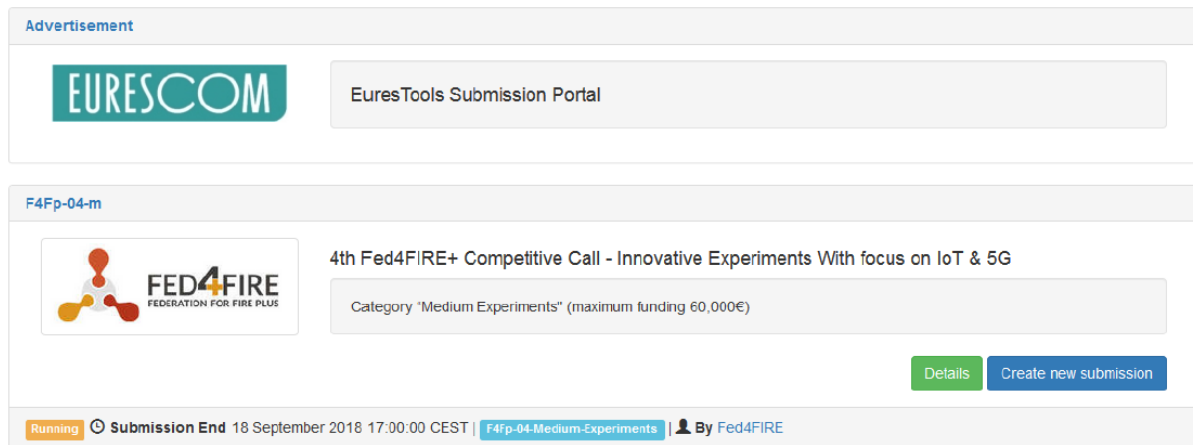 Advertisement
EURESCOM
EuresTools Submission Portal
F4Fp-04-m
FED4FIRE
FEDERATION FOR FIRE PLUS
4th Fed4FIRE+ Competitive Call - Innovative Experiments With focus on IoT & 5G
Category "Medium Experiments" (maximum funding 60,000€)
Details Create new submission
Running Submission End 18 September 2018 17:00:00 CEST | F4Fp-04-Medium-Experiments | By Fed4FIRE